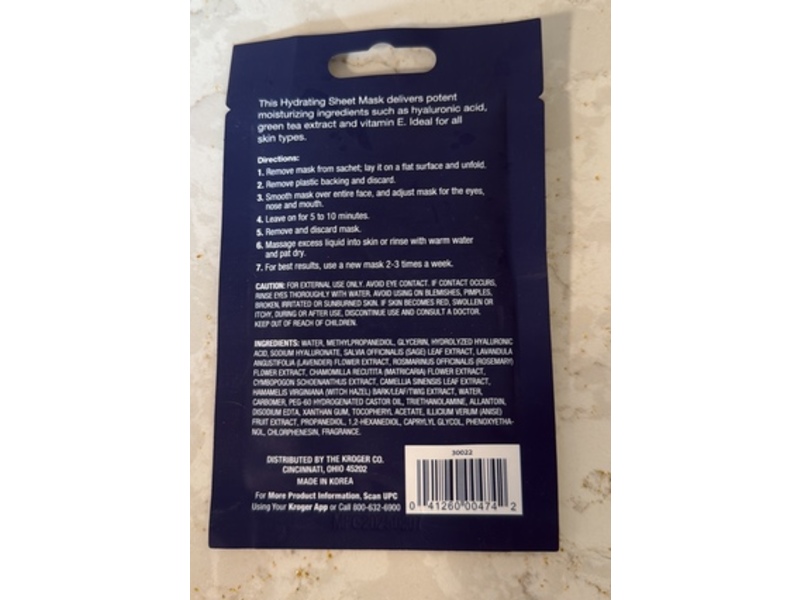 This Hydrating Sheet Mask delivers potent
moisturizing ingredients such as hyaluronic acid,
green tea extract and vitamin E. Ideal for all
skin types.
Directions:
1. Remove mask from sachet; lay it on a flat surface and unfold.
2. Remove plastic backing and discard.
3. Smooth mask over entire face, and adjust mask for the eyes,
nose and mouth.
4. Leave on for 5 to 10 minutes.
5. Remove and discard mask.
6. Massage excess liquid into skin or rinse with warm water
and pat dry.
7. For best results, use a new mask 2-3 times a week.
CAUTION: FOR EXTERNAL USE ONLY. AVOID EYE CONTACT. IF CONTACT OCCURS,
RINSE EYES THOROUGHLY WITH WATER. AVOID USING ON BLEMISHES, PIMPLES,
BROKEN, IRRITATED OR SUNBURNED SKIN. IF SKIN BECOMES RED, SWOLLEN OR
ITCHY, DURING OR AFTER USE, DISCONTINUE USE AND CONSULT A DOCTOR.
KEEP OUT OF REACH OF CHILDREN.
INGREDIENTS: WATER, METHYLPROPANEDIOL, GLYCERIN, HYDROLYZED HYALURONIC
ACID, SODIUM HYALURONATE, SALVIA OFFICINALIS (SAGE) LEAF EXTRACT, LAVANDULA
ANGUSTIFOLIA (LAVENDER) FLOWER EXTRACT, ROSMARINUS OFFICINALIS (ROSEMARY)
FLOWER EXTRACT, CHAMOMILLA RECUTITA (MATRICARIA) FLOWER EXTRACT,
CYMBOPOGON SCHOENANTHUS EXTRACT, CAMELLIA SINENSIS LEAF EXTRACT,
HAMAMELIS VIRGINIANA (WITCH HAZEL) BARK/LEAF/TWIG EXTRACT, WATER,
CARBOMER, PEG-60 HYDROGENATED CASTOR OIL, TRIETHANOLAMINE, ALLANTOIN,
DISODIUM EDTA, XANTHAN GUM, TOCOPHERYL ACETATE, ILLICIUM VERUM (ANISE)
FRUIT EXTRACT, PROPANEDIOL, 1,2-HEXANEDIOL, CAPRYLYL GLYCOL, PHENOXYETHA-
NOL, CHLORPHENESIN, FRAGRANCE.
DISTRIBUTED BY THE KROGER CO.
CINCINNATI, OHIO 45202
MADE IN KOREA
For More Product Information, Scan UPC
Using Your Kroger App or Call 800-632-6900
30022
0 41260 00474 2